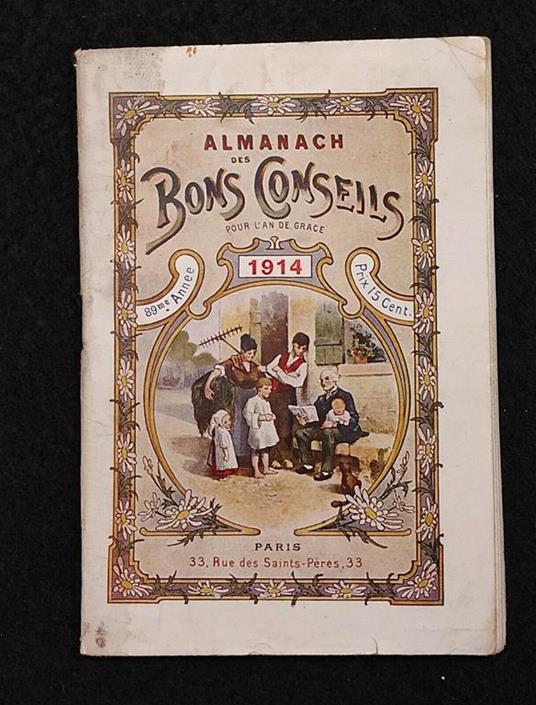 ALMANACH
DES
BONS CONSEILS
POUR L'AN DE GRACE
1914
89me Année
Prix 15 Cent.
PARIS
33, Rue des Saints-Pères, 33